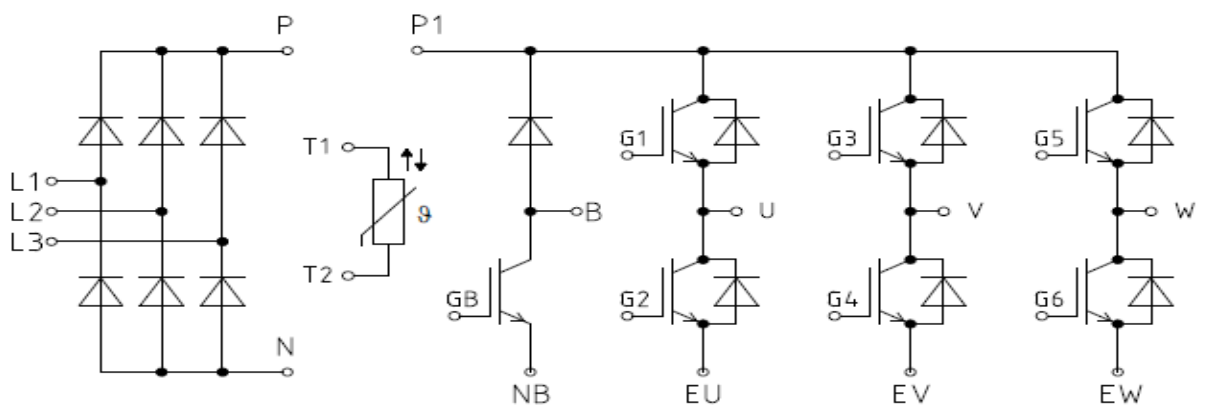 P P1
T1 G1 G3 G5
L1
L2 ϑ B U V W
L3
T2 GB G2 G4 G6
N
NB EU EV EW